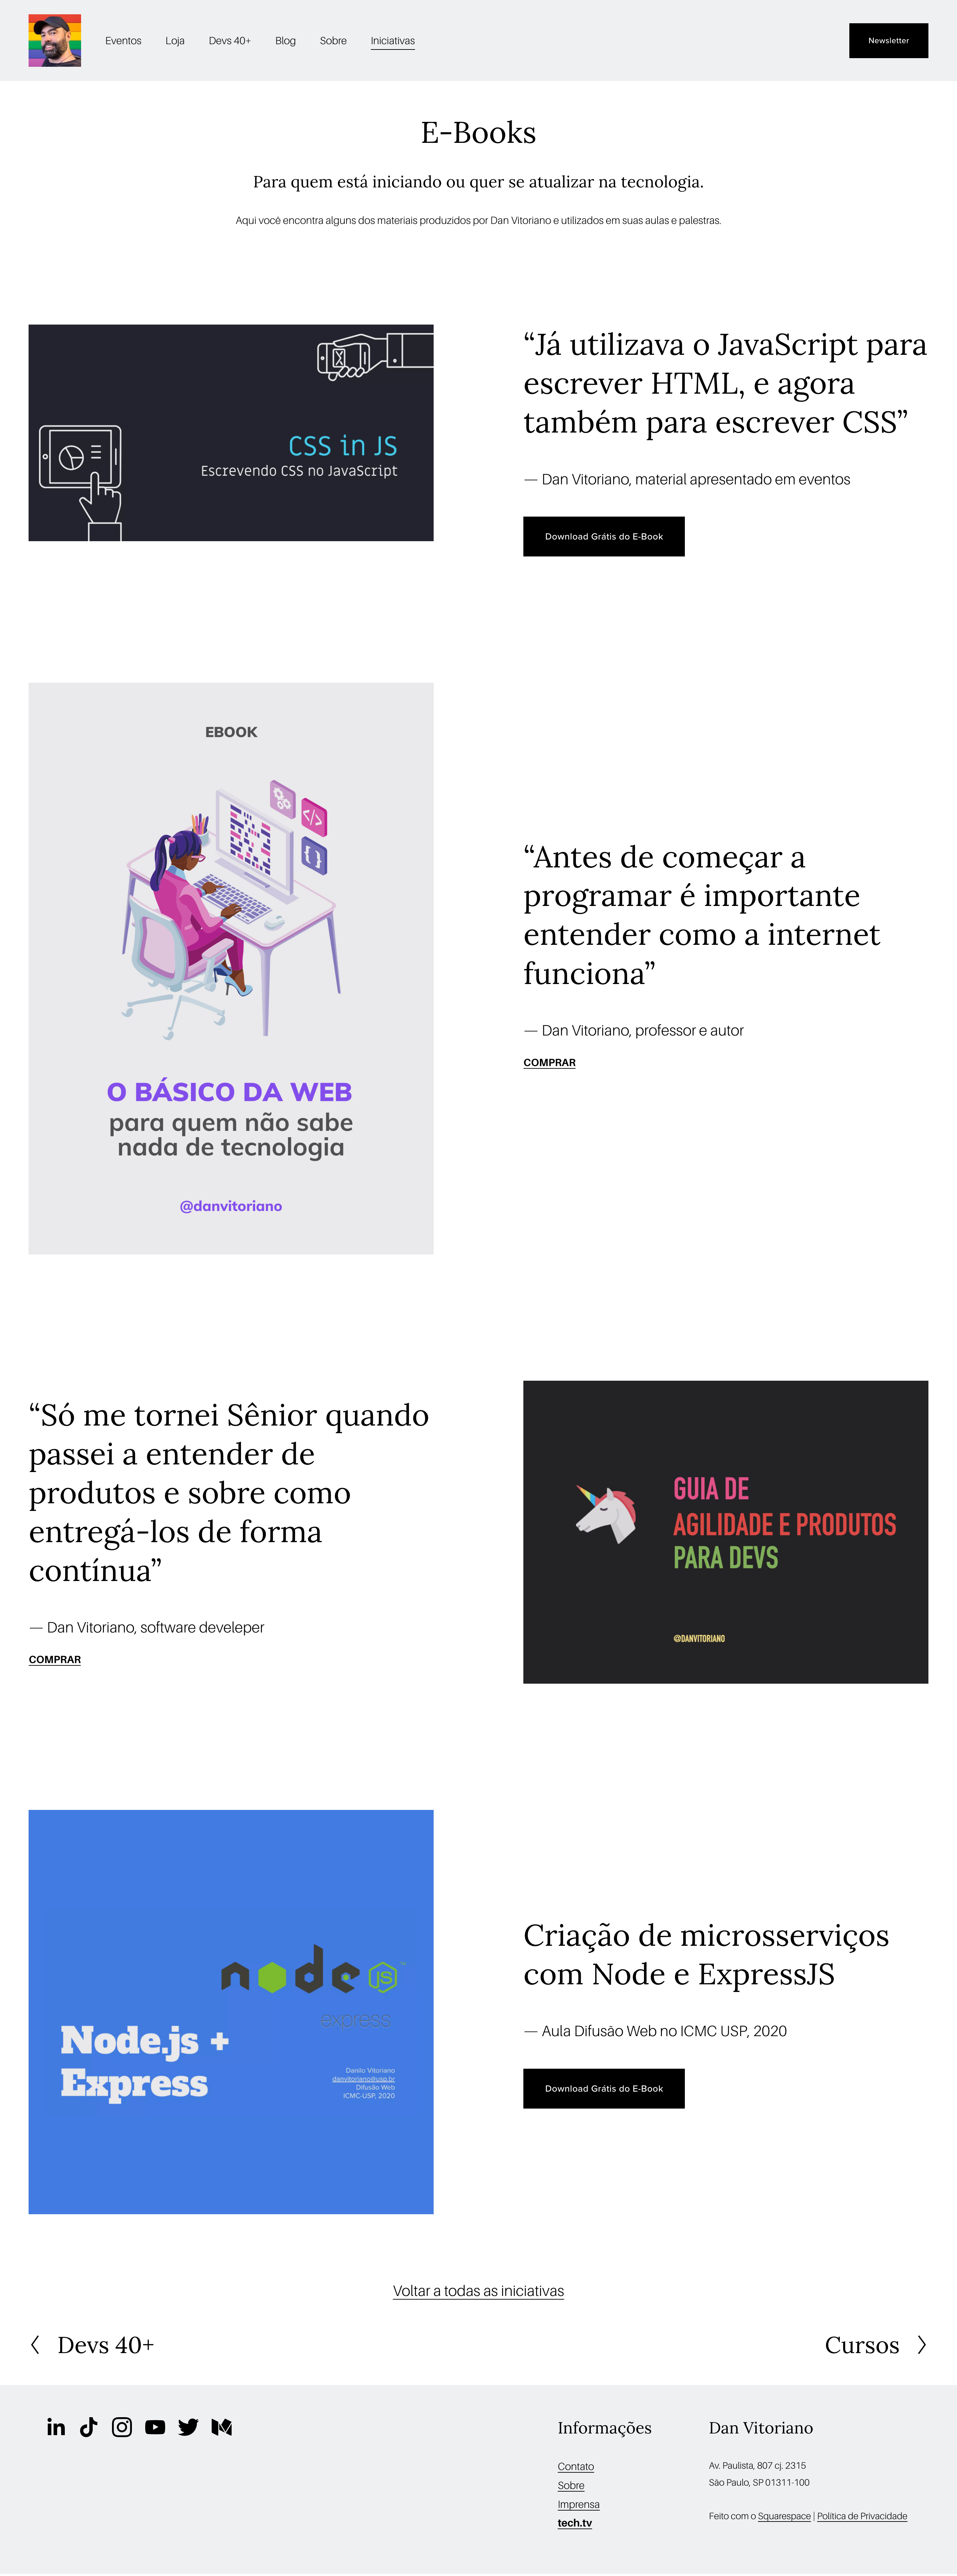 Eventos
Loja
Devs 40+
Blog
Sobre
Iniciativas
Newsletter
E-Books
Para quem está iniciando ou quer se atualizar na tecnologia.
Aqui você encontra alguns dos materiais produzidos por Dan Vitoriano e utilizados em suas aulas e palestras.
CSS in JS
Escrevendo CSS no JavaScript
“Já utilizava o JavaScript para
escrever HTML, e agora
também para escrever CSS”
— Dan Vitoriano, material apresentado em eventos
Download Grátis do E-Book
EBOOK
O BÁSICO DA WEB
para quem não sabe
nada de tecnologia
@danvitoriano
“Antes de começar a
programar é importante
entender como a internet
funciona”
— Dan Vitoriano, professor e autor
COMPRAR
“Só me tornei Sênior quando
passei a entender de
produtos e sobre como
entregá-los de forma
contínua”
— Dan Vitoriano, software develeper
COMPRAR
GUIA DE
AGILIDADE E PRODUTOS
PARA DEVS
@DANVITORIANO
node JS
express
Node.js +
Express
Danilo Vitoriano
danvitoriano@usp.br
Difusão Web
ICMC-USP, 2020
Criação de microsserviços
com Node e ExpressJS
— Aula Difusão Web no ICMC USP, 2020
Download Grátis do E-Book
Voltar a todas as iniciativas
Devs 40+
Cursos
Informações
Contato
Sobre
Imprensa
tech.tv
Dan Vitoriano
Av. Paulista, 807 cj. 2315
São Paulo, SP 01311-100
Feito com o Squarespace | Política de Privacidade